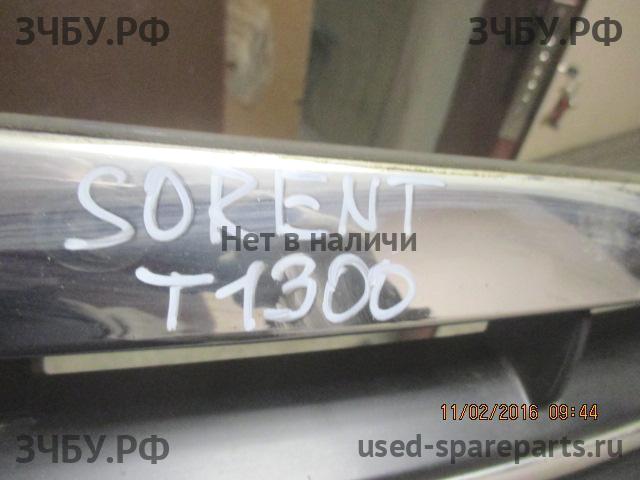 ЗЧБУ.РФ ЗЧБУ.РФ
SORENT
Нет в наличи
T1300
11/02/2016 09:44
ЗЧБУ.РФ used-spareparts.ru